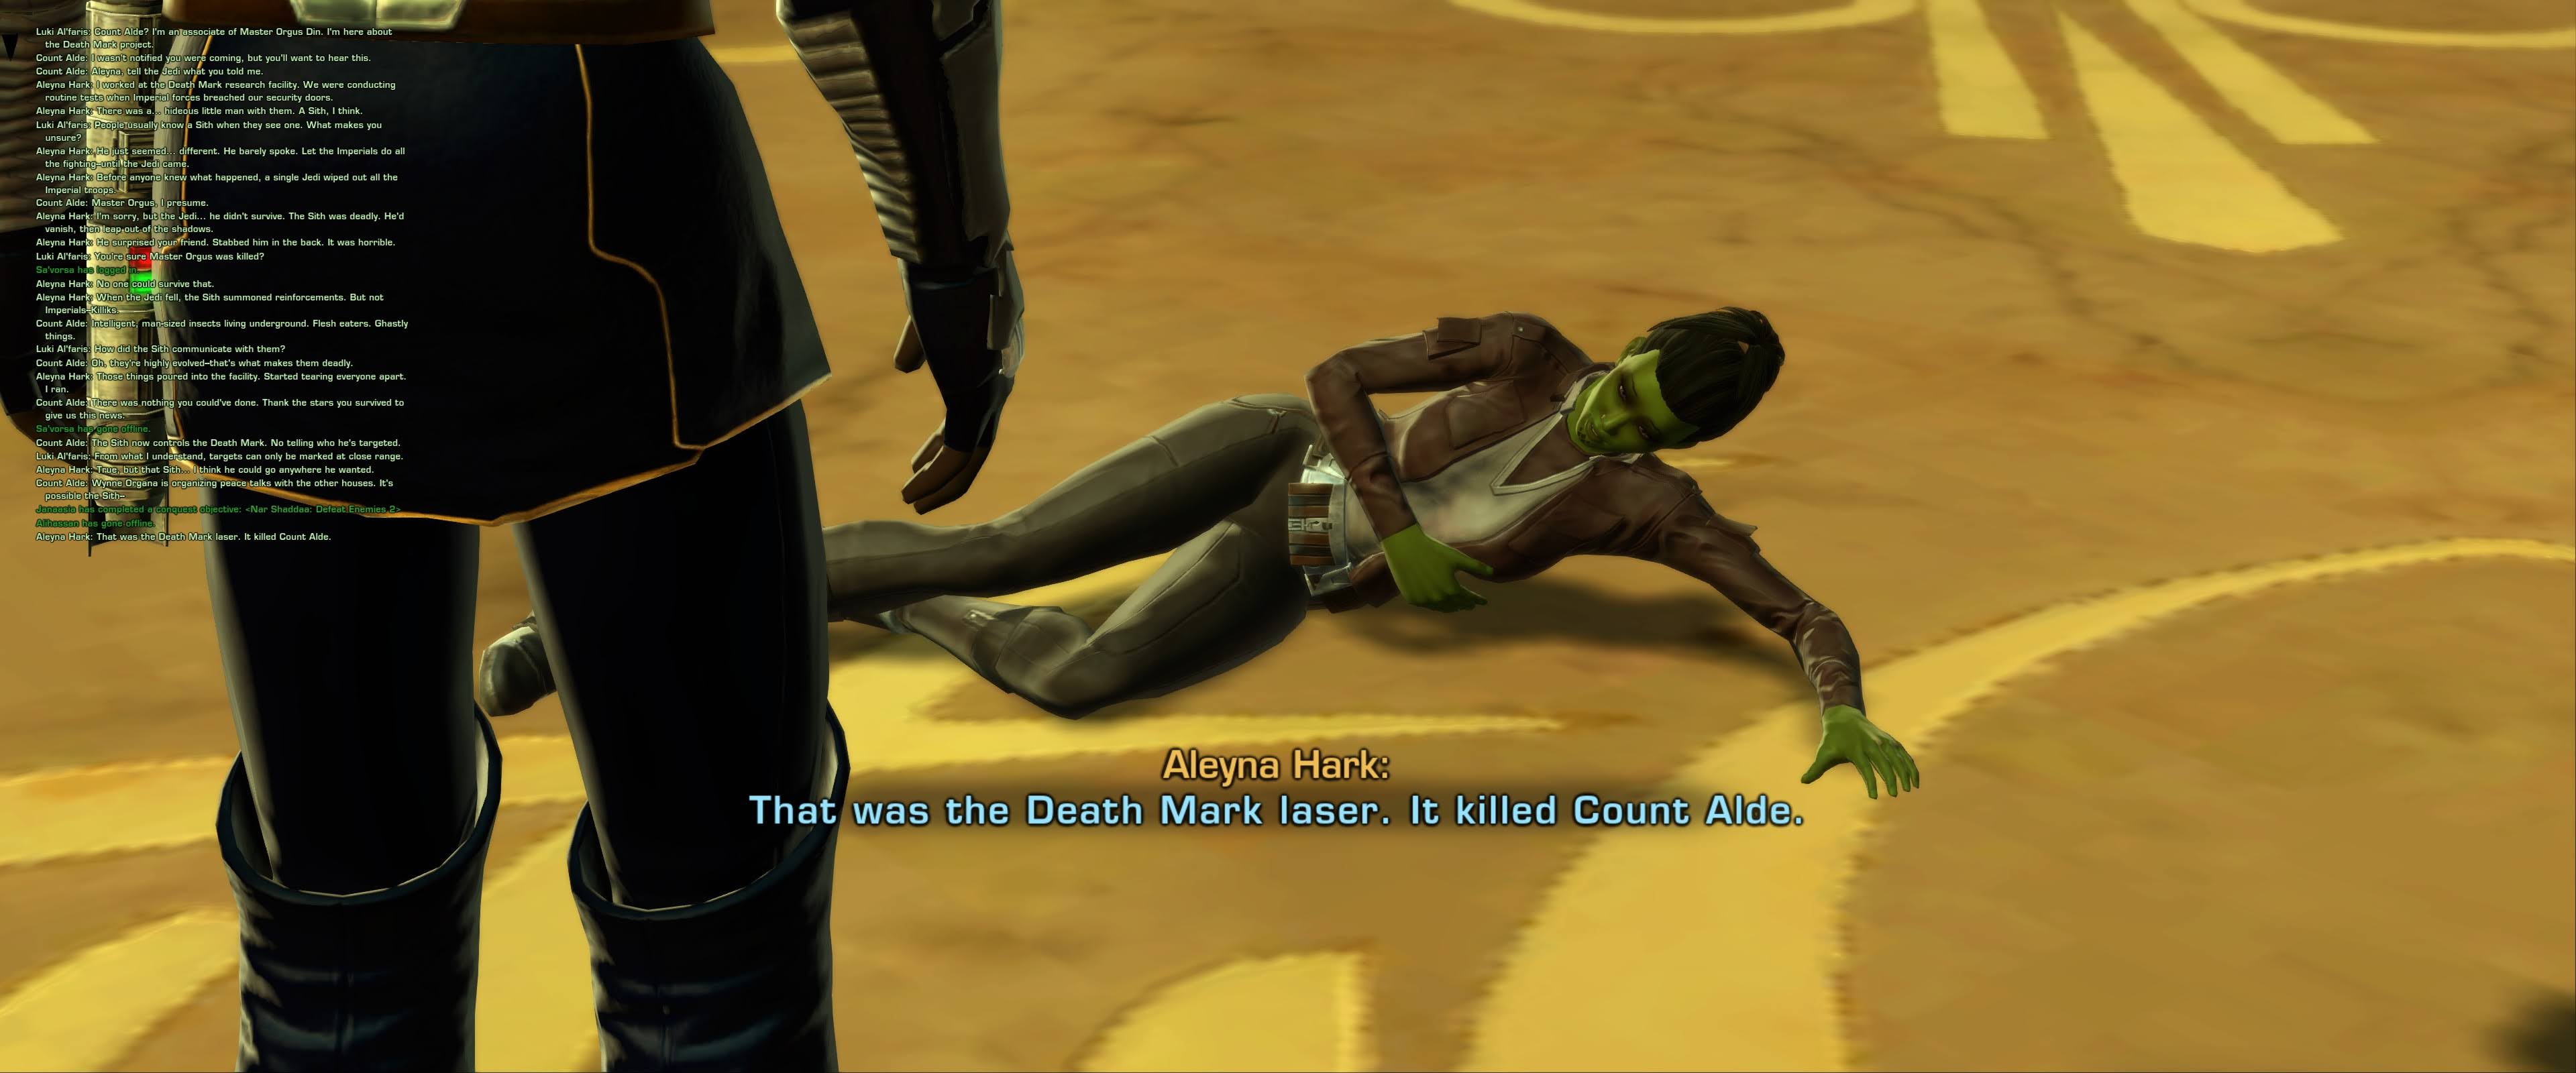 Luki Al'faris: Count Alde? I'm an associate of Master Orgus Din. I'm here about
the Death Mark project.
Count Alde: I wasn't notified you were coming, but you'll want to hear this.
Count Alde: Aleyna, tell the Jedi what you told me.
Aleyna Hark: I worked at the Death Mark research facility. We were conducting
routine tests when Imperial forces breached our security doors.
Aleyna Hark: There was a... hideous little man with them. A Sith, I think.
Luki Al'faris: People usually know a Sith when they see one. What makes you
unsure?
Aleyna Hark: He just seemed... different. He barely spoke. Let the Imperials do all
the fighting–until the Jedi came.
Aleyna Hark: Before anyone knew what happened, a single Jedi wiped out all the
Imperial troops.
Count Alde: Master Orgus, I presume.
Aleyna Hark: I'm sorry, but the Jedi... he didn't survive. The Sith was deadly. He'd
vanish, then leap out of the shadows.
Aleyna Hark: He surprised your friend. Stabbed him in the back. It was horrible.
Luki Al'faris: You're sure Master Orgus was killed?
Sa'vorsa has logged in.
Aleyna Hark: No one could survive that.
Aleyna Hark: When the Jedi fell, the Sith summoned reinforcements. But not
Imperials–Killiks.
Count Alde: Intelligent, man-sized insects living underground. Flesh eaters. Ghastly
things.
Luki Al'faris: How did the Sith communicate with them?
Count Alde: Oh, they're highly evolved–that's what makes them deadly.
Aleyna Hark: Those things poured into the facility. Started tearing everyone apart.
I ran.
Count Alde: There was nothing you could've done. Thank the stars you survived to
give us this news.
Sa'vorsa has gone offline.
Count Alde: The Sith now controls the Death Mark. No telling who he's targeted.
Luki Al'faris: From what I understand, targets can only be marked at close range.
Aleyna Hark: True, but that Sith... I think he could go anywhere he wanted.
Count Alde: Wynne Organa is organizing peace talks with the other houses. It's
possible the Sith–
Janaasia has completed a conquest objective: <Nar Shaddaa: Defeat Enemies 2>
Alihassan has gone offline.
Aleyna Hark: That was the Death Mark laser. It killed Count Alde.
Aleyna Hark:
That was the Death Mark laser. It killed Count Alde.